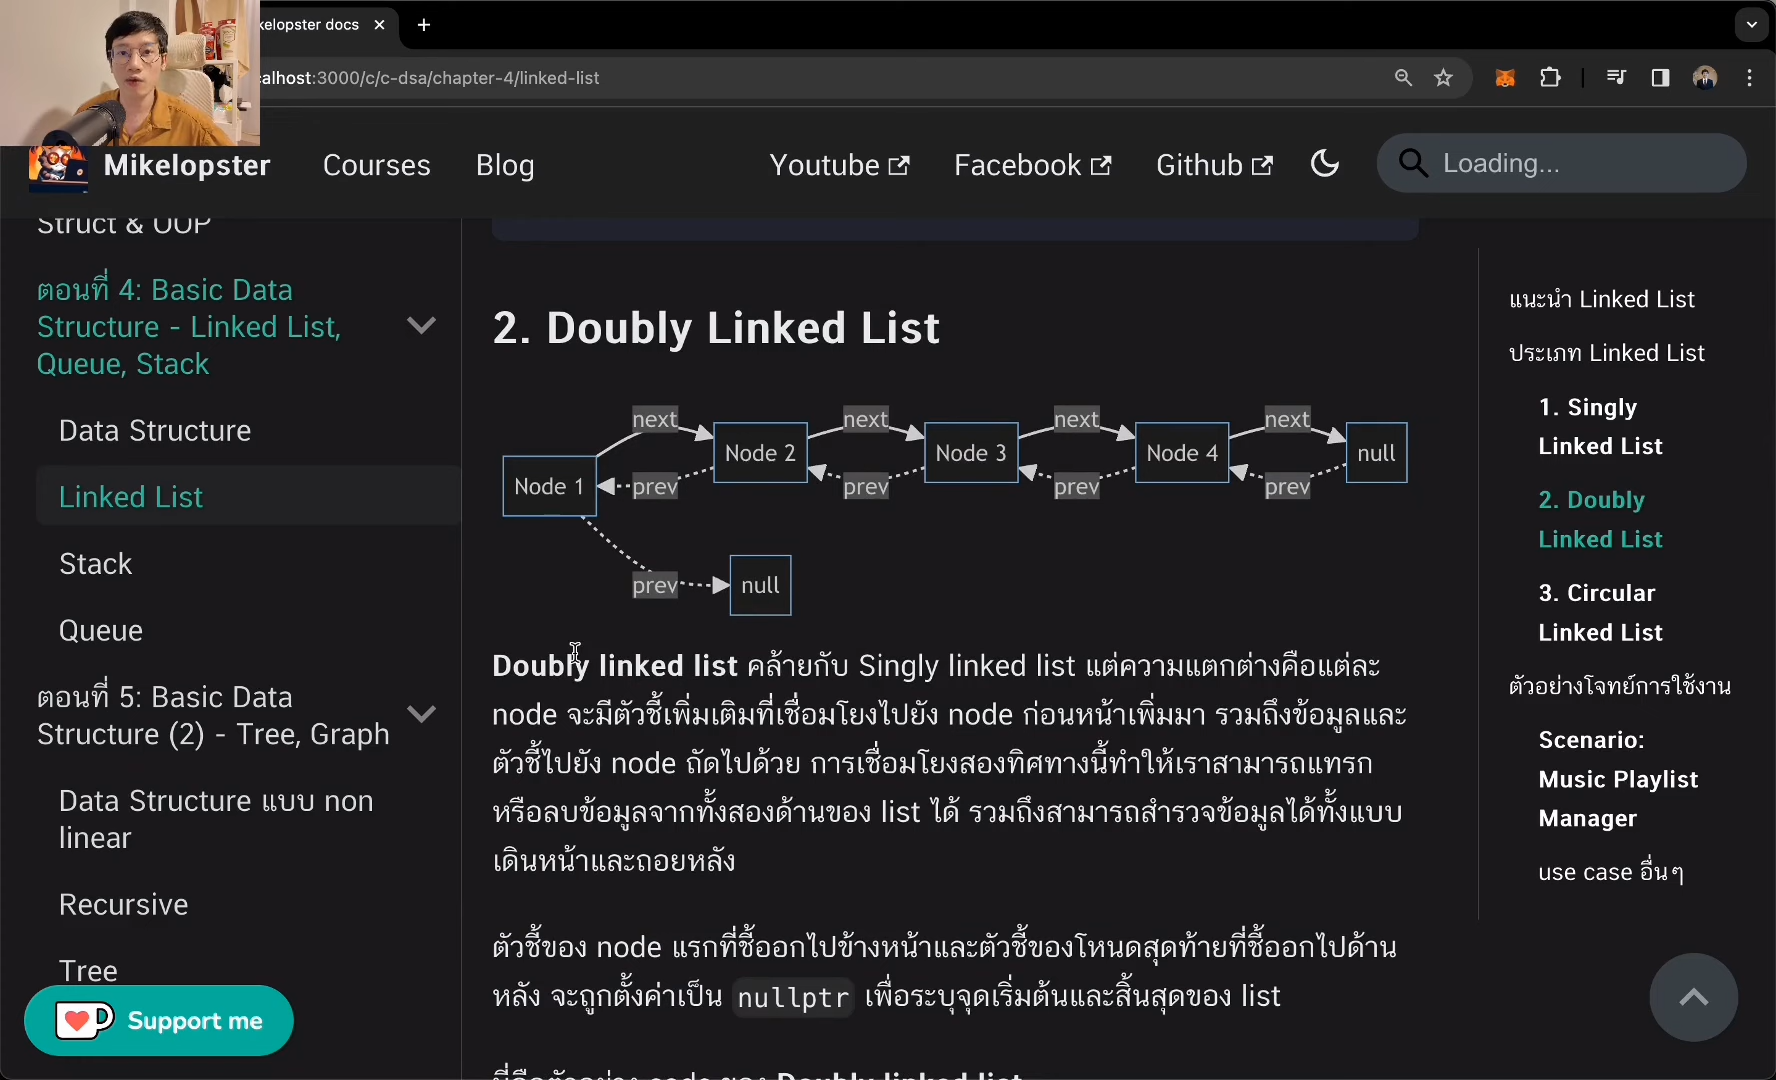 kelopster docs
alhost:3000/c/c-dsa/chapter-4/linked-list
Mikelopster
Courses
Blog
Youtube
Facebook
Github
Loading...
Struct & OOP
ตอนที่ 4: Basic Data
Structure - Linked List,
Queue, Stack
Data Structure
Linked List
Stack
Queue
ตอนที่ 5: Basic Data
Structure (2) - Tree, Graph
Data Structure แบบ non
linear
Recursive
Tree
Support me
2. Doubly Linked List
next
next
next
next
Node 1
Node 2
Node 3
Node 4
null
prev
prev
prev
prev
prev
null
Doubly linked list คล้ายกับ Singly linked list แต่ความแตกต่างคือแต่ละ
node จะมีตัวชี้เพิ่มเติมที่เชื่อมโยงไปยัง node ก่อนหน้าเพิ่มมา รวมถึงข้อมูลและ
ตัวชี้ไปยัง node ถัดไปด้วย การเชื่อมโยงสองทิศทางนี้ทำให้เราสามารถแทรก
หรือลบข้อมูลจากทั้งสองด้านของ list ได้ รวมถึงสามารถสำรวจข้อมูลได้ทั้งแบบ
เดินหน้าและถอยหลัง
ตัวชี้ของ node แรกที่ชี้ออกไปข้างหน้าและตัวชี้ของโหนดสุดท้ายที่ชี้ออกไปด้าน
หลัง จะถูกตั้งค่าเป็น nullptr เพื่อระบุจุดเริ่มต้นและสิ้นสุดของ list
นี่คือตัวอย่าง code ของ Doubly linked list
แนะนำ Linked List
ประเภท Linked List
1. Singly
Linked List
2. Doubly
Linked List
3. Circular
Linked List
ตัวอย่างโจทย์การใช้งาน
Scenario:
Music Playlist
Manager
use case อื่นๆ